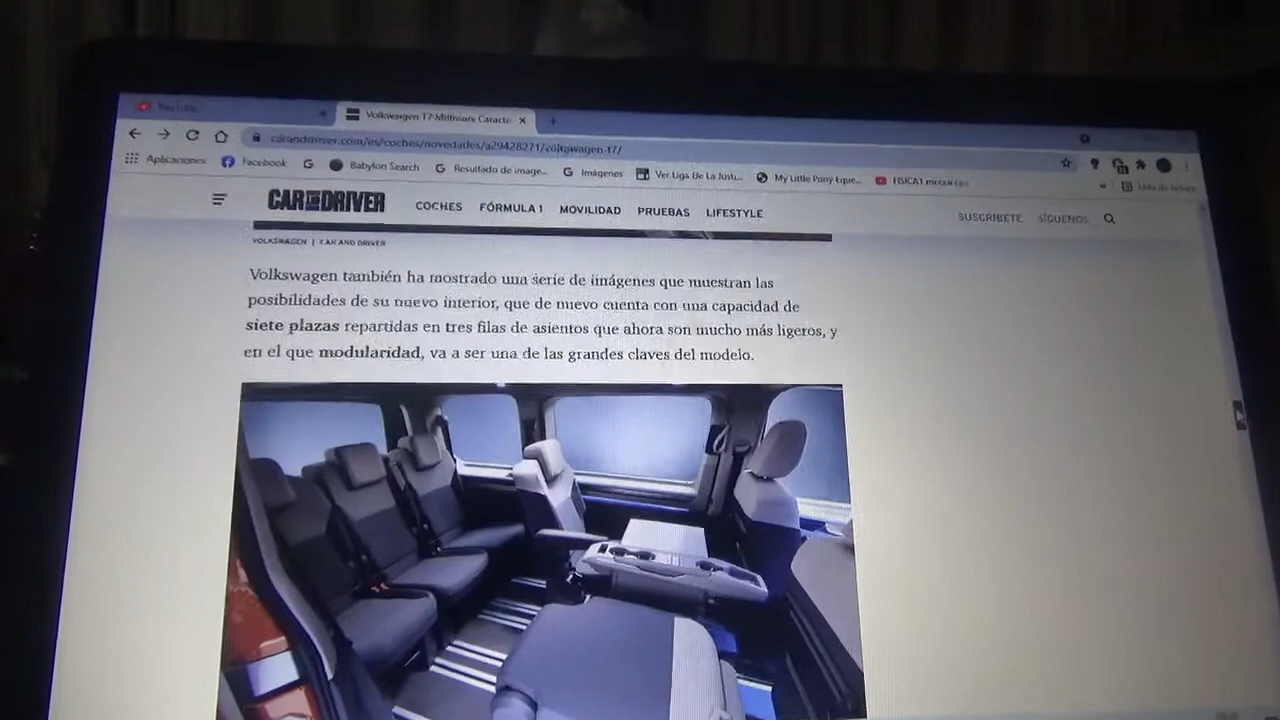 YouTube
Volkswagen T7 Multivan: Caracte
caranddriver.com/es/coches/novedades/a29428271/volkswagen-t7/
Aplicaciones Facebook Babylon Search Resultado de image... Imágenes Ver Liga De La Justi... My Little Pony Eque... FISICA1
CAR AND DRIVER COCHES FÓRMULA 1 MOVILIDAD PRUEBAS LIFESTYLE SUSCRÍBETE SÍGUENOS
VOLKSWAGEN | CAR AND DRIVER
Volkswagen también ha mostrado una serie de imágenes que muestran las
posibilidades de su nuevo interior, que de nuevo cuenta con una capacidad de
siete plazas repartidas en tres filas de asientos que ahora son mucho más ligeros, y
en el que modularidad, va a ser una de las grandes claves del modelo.